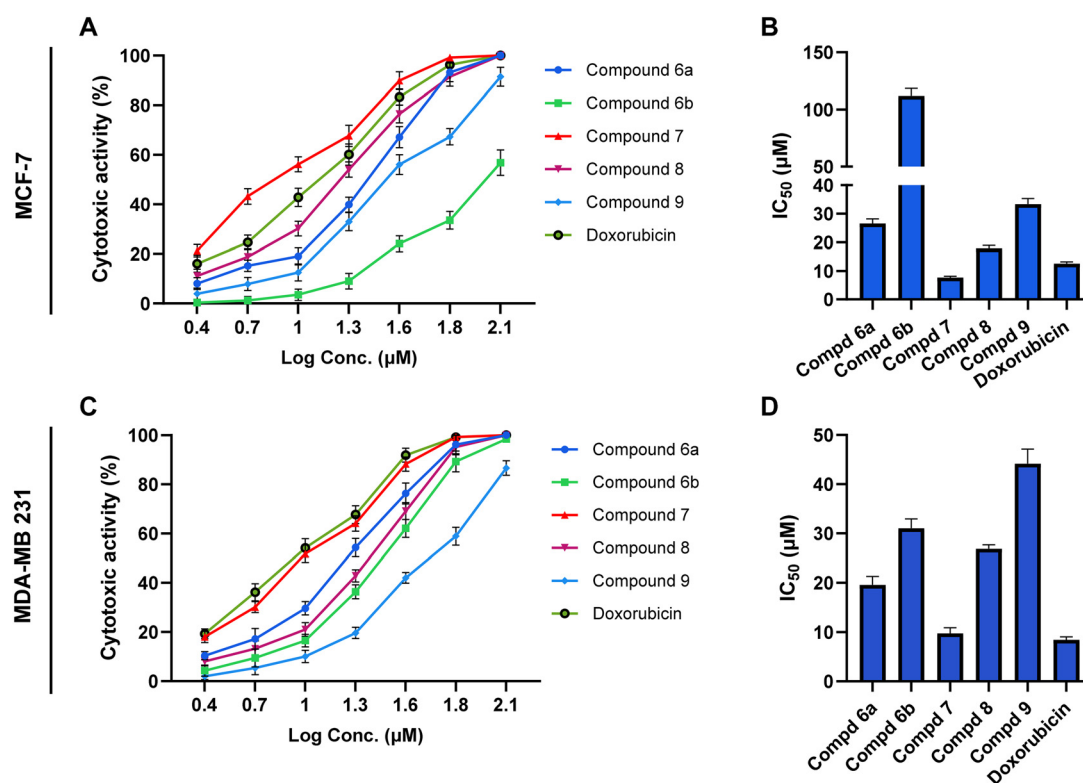 A
MCF-7
Cytotoxic activity (%)
100
80
60
40
20
0
0.4 0.7 1 1.3 1.6 1.8 2.1
Log Conc. (µM)
Compound 6a
Compound 6b
Compound 7
Compound 8
Compound 9
Doxorubicin
B
IC50 (µM)
150
100
50
40
30
20
10
0
Compd 6a
Compd 6b
Compd 7
Compd 8
Compd 9
Doxorubicin
C
MDA-MB 231
Cytotoxic activity (%)
100
80
60
40
20
0
0.4 0.7 1 1.3 1.6 1.8 2.1
Log Conc. (µM)
Compound 6a
Compound 6b
Compound 7
Compound 8
Compound 9
Doxorubicin
D
IC50 (µM)
50
40
30
20
10
0
Compd 6a
Compd 6b
Compd 7
Compd 8
Compd 9
Doxorubicin